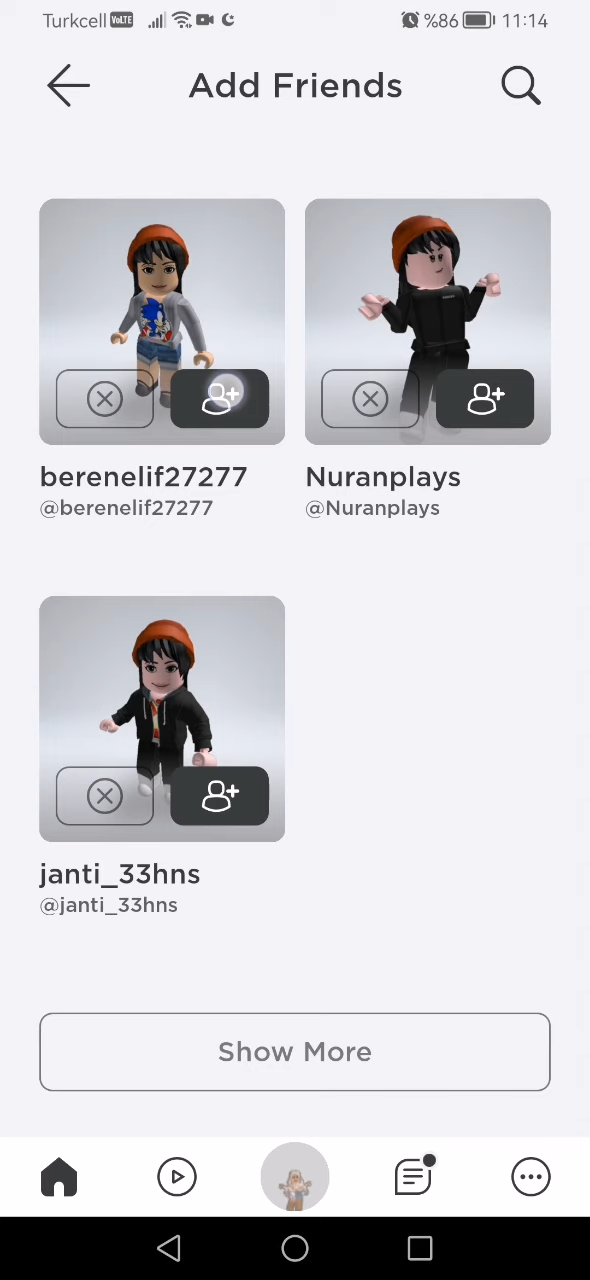 Turkcell VoLTE %86 11:14
Add Friends
berenelif27277
@berenelif27277
Nuranplays
@Nuranplays
janti_33hns
@janti_33hns
Show More